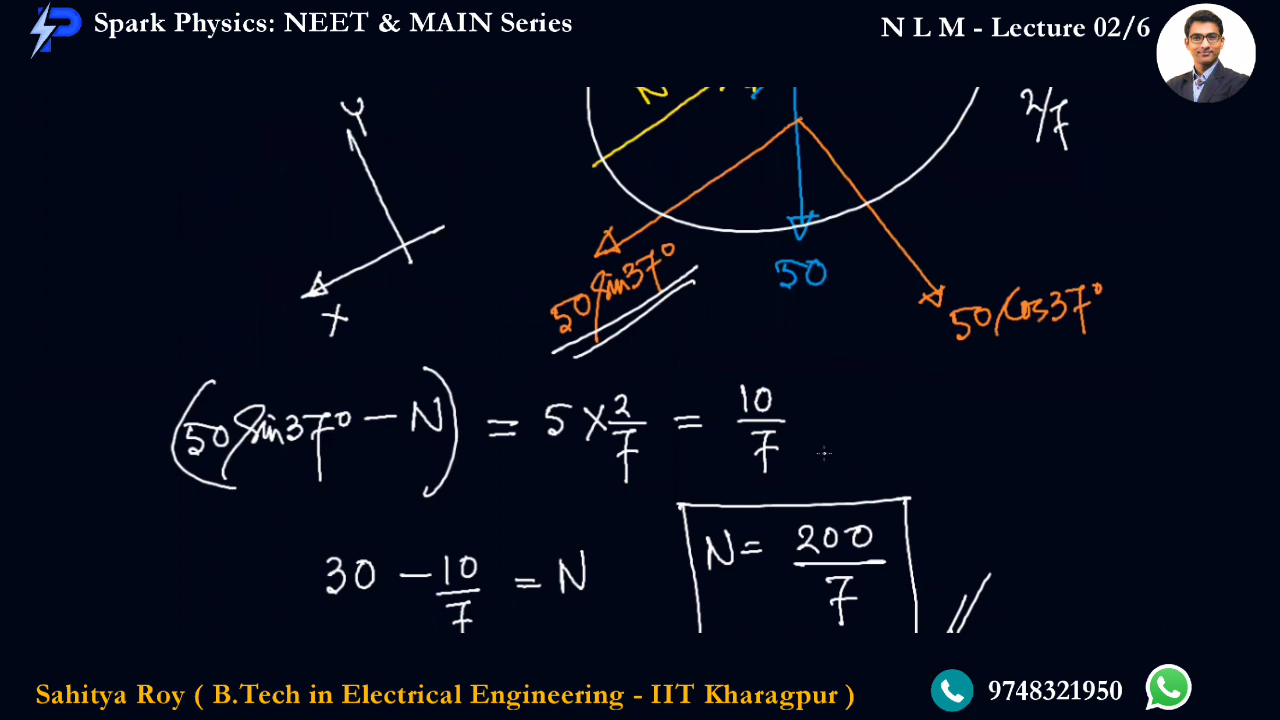 Spark Physics: NEET & MAIN Series
N L M - Lecture 02/6
Y
N
2/7
X
50 Sin37°
50
50 Cos37°
(50 Sin37° - N) = 5 × 2/7 = 10/7
30 - 10/7 = N
N = 200/7
Sahitya Roy ( B.Tech in Electrical Engineering - IIT Kharagpur )
9748321950